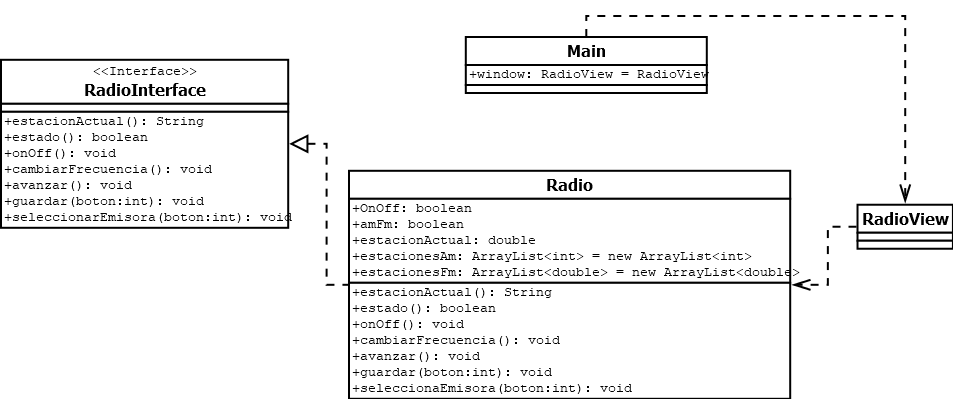 <<Interface>>
RadioInterface
+estacionActual(): String
+estado(): boolean
+onOff(): void
+cambiarFrecuencia(): void
+avanzar(): void
+guardar(boton:int): void
+seleccionarEmisora(boton:int): void
Main
+window: RadioView = RadioView
Radio
+OnOff: boolean
+amFm: boolean
+estacionActual: double
+estacionesAm: ArrayList<int> = new ArrayList<int>
+estacionesFm: ArrayList<double> = new ArrayList<double>
+estacionActual(): String
+estado(): boolean
+onOff(): void
+cambiarFrecuencia(): void
+avanzar(): void
+guardar(boton:int): void
+seleccionaEmisora(boton:int): void
RadioView